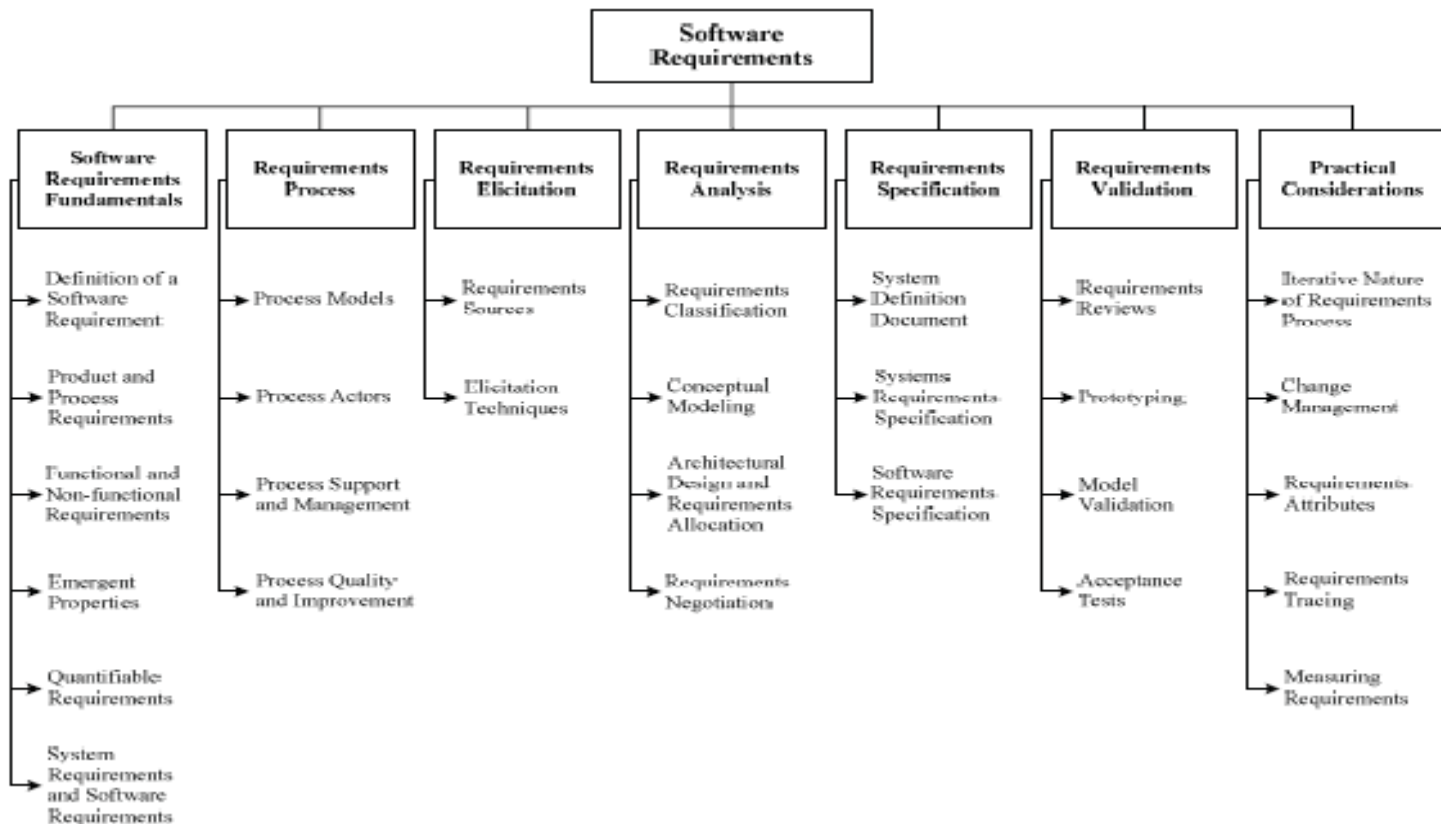 Software
Requirements
Software
Requirements
Fundamentals
Requirements
Process
Requirements
Elicitation
Requirements
Analysis
Requirements
Specification
Requirements
Validation
Practical
Considerations
Definition of a
Software
Requirement
Product and
Process
Requirements
Functional and
Non-functional
Requirements
Emergent
Properties
Quantifiable
Requirements
System
Requirements
and Software
Requirements
Process Models
Process Actors
Process Support
and Management
Process Quality
and Improvement
Requirements
Sources
Elicitation
Techniques
Requirements
Classification
Conceptual
Modeling
Architectural
Design and
Requirements
Allocation
Requirements
Negotiation
System
Definition
Document
Systems
Requirements
Specification
Software
Requirements
Specification
Requirements
Reviews
Prototyping
Model
Validation
Acceptance
Tests
Iterative Nature
of Requirements
Process
Change
Management
Requirements
Attributes
Requirements
Tracing
Measuring
Requirements